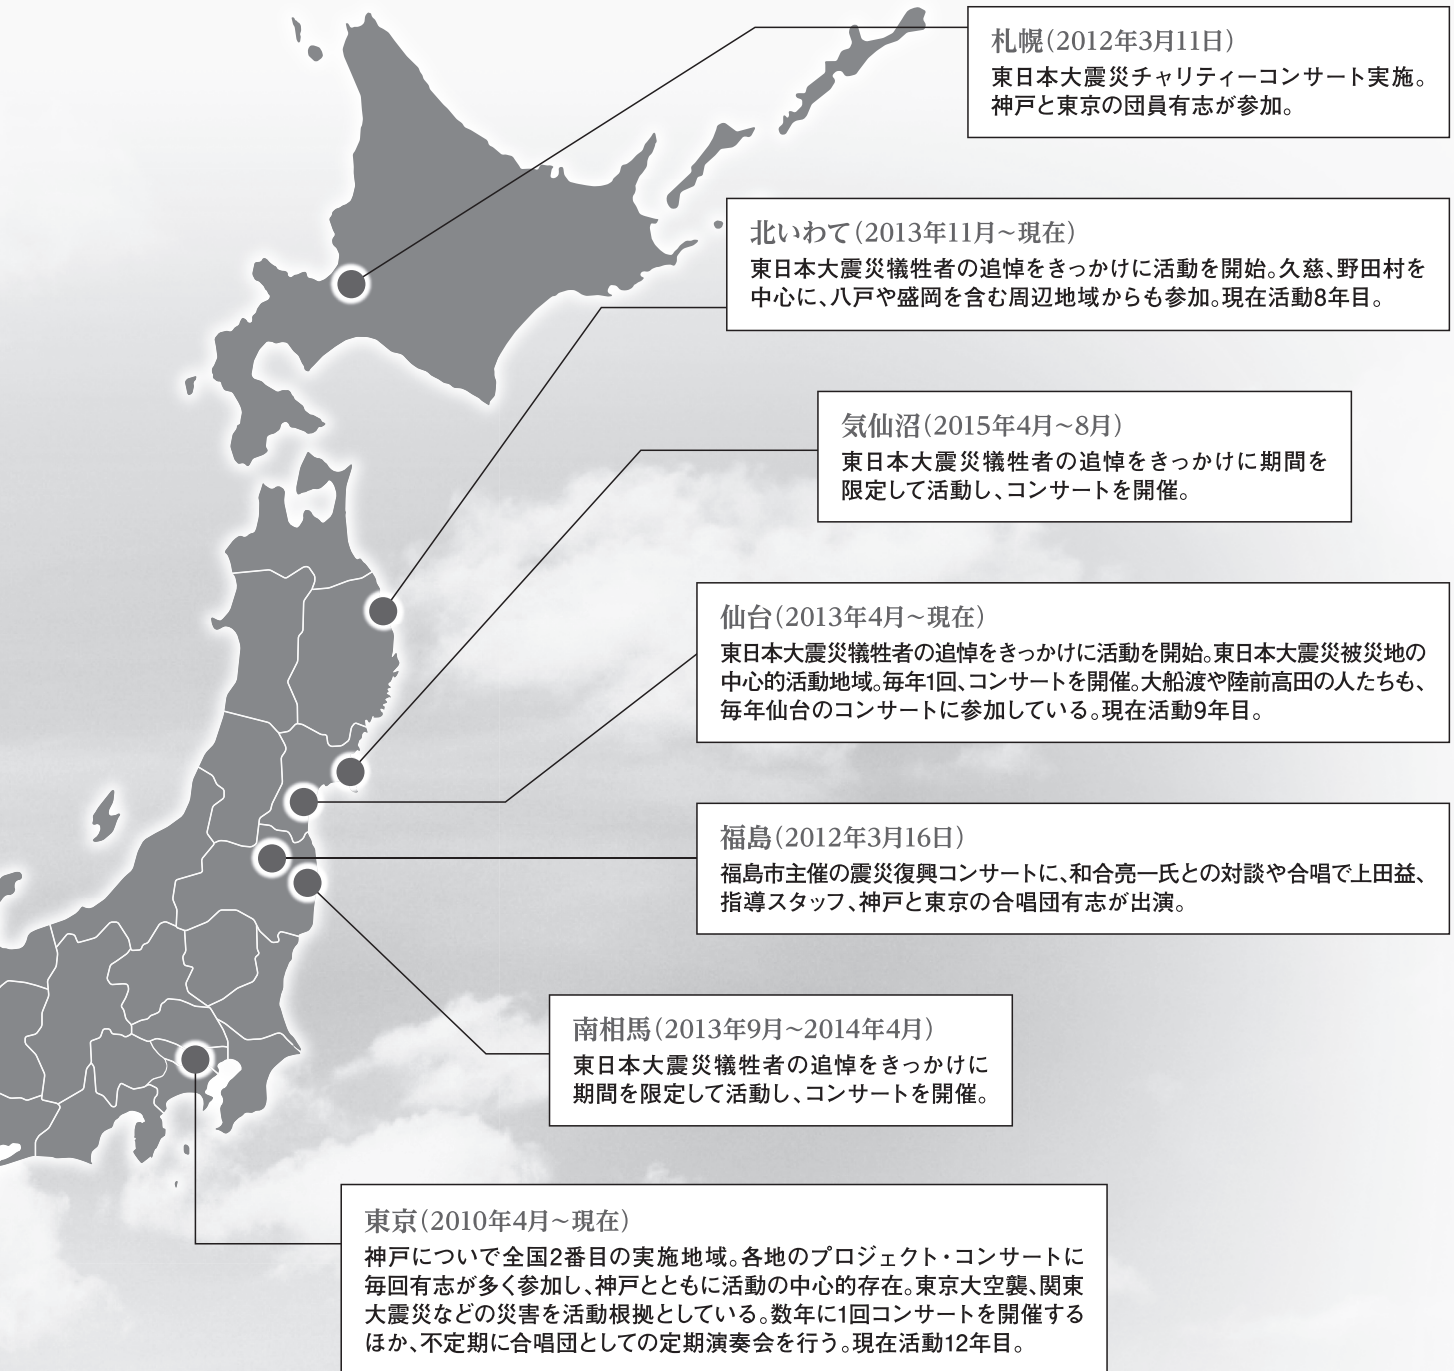 札幌（2012年3月11日）
東日本大震災チャリティーコンサート実施。
神戸と東京の団員有志が参加。
北いわて（2013年11月～現在）
東日本大震災犠牲者の追悼をきっかけに活動を開始。久慈、野田村を
中心に、八戸や盛岡を含む周辺地域からも参加。現在活動8年目。
気仙沼（2015年4月～8月）
東日本大震災犠牲者の追悼をきっかけに期間を
限定して活動し、コンサートを開催。
仙台（2013年4月～現在）
東日本大震災犠牲者の追悼をきっかけに活動を開始。東日本大震災被災地の
中心的活動地域。毎年1回、コンサートを開催。大船渡や陸前高田の人たちも、
毎年仙台のコンサートに参加している。現在活動9年目。
福島（2012年3月16日）
福島市主催の震災復興コンサートに、和合亮一氏との対談や合唱で上田益、
指導スタッフ、神戸と東京の合唱団有志が出演。
南相馬（2013年9月～2014年4月）
東日本大震災犠牲者の追悼をきっかけに
期間を限定して活動し、コンサートを開催。
東京（2010年4月～現在）
神戸についで全国2番目の実施地域。各地のプロジェクト・コンサートに
毎回有志が多く参加し、神戸とともに活動の中心的存在。東京大空襲、関東
大震災などの災害を活動根拠としている。数年に1回コンサートを開催する
ほか、不定期に合唱団としての定期演奏会を行う。現在活動12年目。